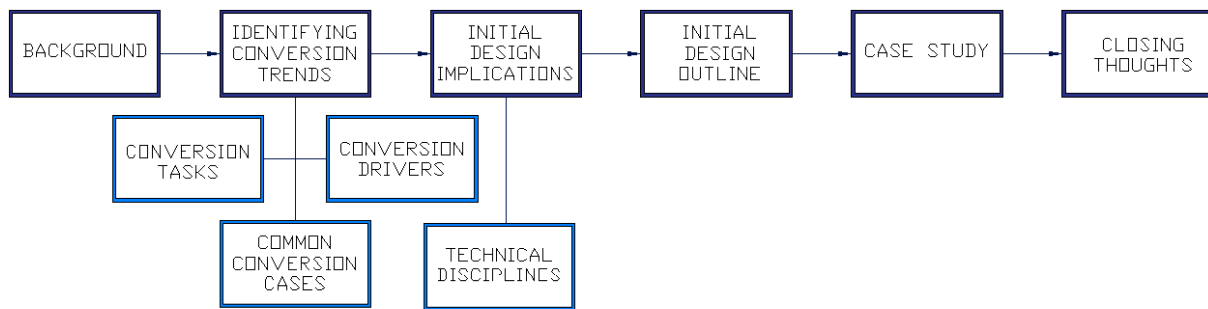 BACKGROUND
IDENTIFYING
CONVERSION
TRENDS
INITIAL
DESIGN
IMPLICATIONS
INITIAL
DESIGN
OUTLINE
CASE STUDY
CLOSING
THOUGHTS
CONVERSION
TASKS
CONVERSION
DRIVERS
COMMON
CONVERSION
CASES
TECHNICAL
DISCIPLINES